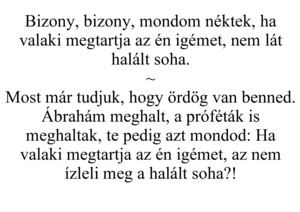 Bizony, bizony, mondom néktek, ha
valaki megtartja az én igémet, nem lát
halált soha.
~
Most már tudjuk, hogy ördög van benned.
Ábrahám meghalt, a próféták is
meghaltak, te pedig azt mondod: Ha
valaki megtartja az én igémet, az nem
ízleli meg a halált soha?!